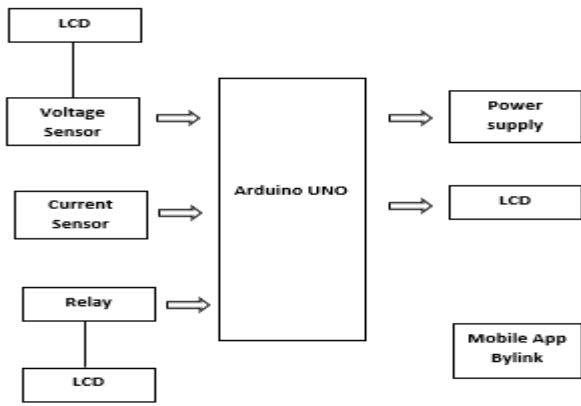 LCD
Voltage
Sensor
Current
Sensor
Relay
LCD
Arduino UNO
Power
supply
LCD
Mobile App
Bylink